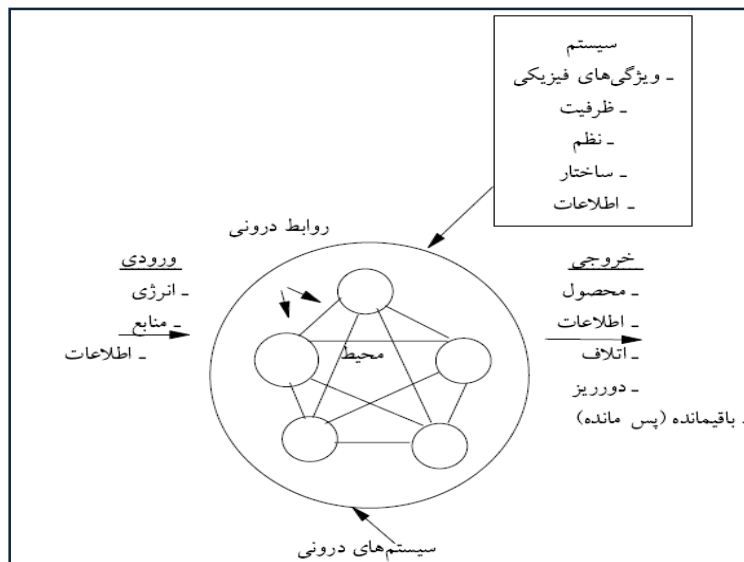 سیستم
ـ ویژگی‌های فیزیکی
ـ ظرفیت
ـ نظم
ـ ساختار
ـ اطلاعات
روابط درونی
ورودی
ـ انرژی
ـ منابع
ـ اطلاعات
محیط
خروجی
ـ محصول
ـ اطلاعات
ـ اتلاف
ـ دورریز
ـ باقیمانده (پس مانده)
سیستم‌های درونی